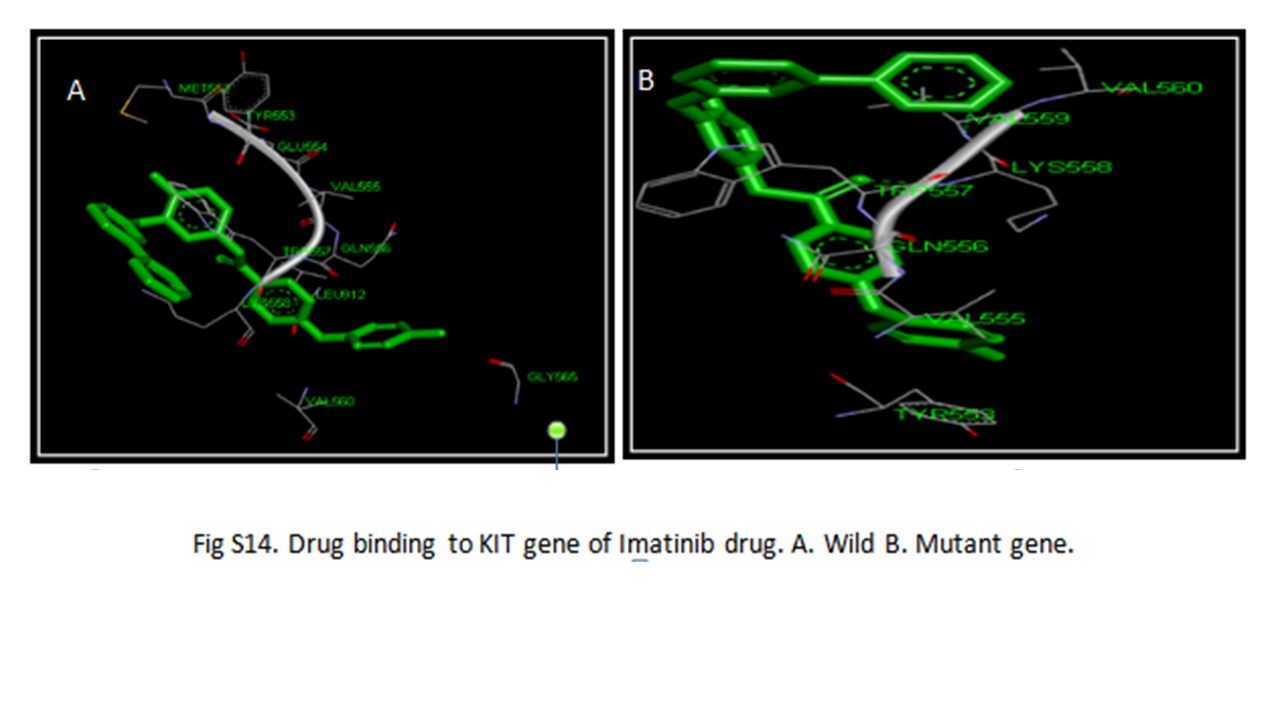 A
MET552
TYR553
GLU554
VAL555
TRP557
GLN556
LEU912
LYS558
GLY565
VAL560
B
VAL560
VAL559
LYS558
TRP557
GLN556
VAL555
TYR553
Fig S14. Drug binding to KIT gene of Imatinib drug. A. Wild B. Mutant gene.